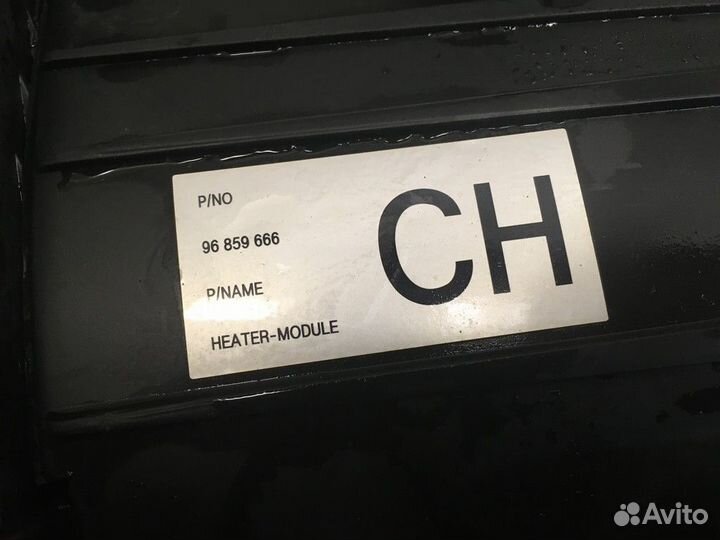 P/NO
96 859 666
CH
P/NAME
HEATER-MODULE
Avito